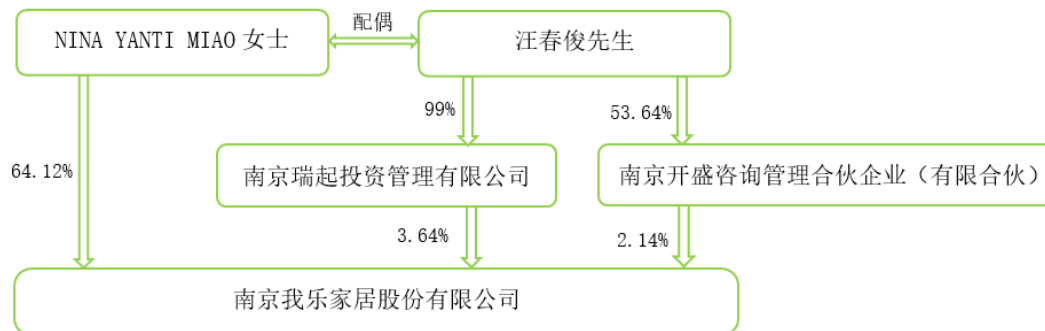 NINA YANTI MIAO 女士
配偶
汪春俊先生
99%
53.64%
64.12%
南京瑞起投资管理有限公司
南京开盛咨询管理合伙企业（有限合伙）
3.64%
2.14%
南京我乐家居股份有限公司